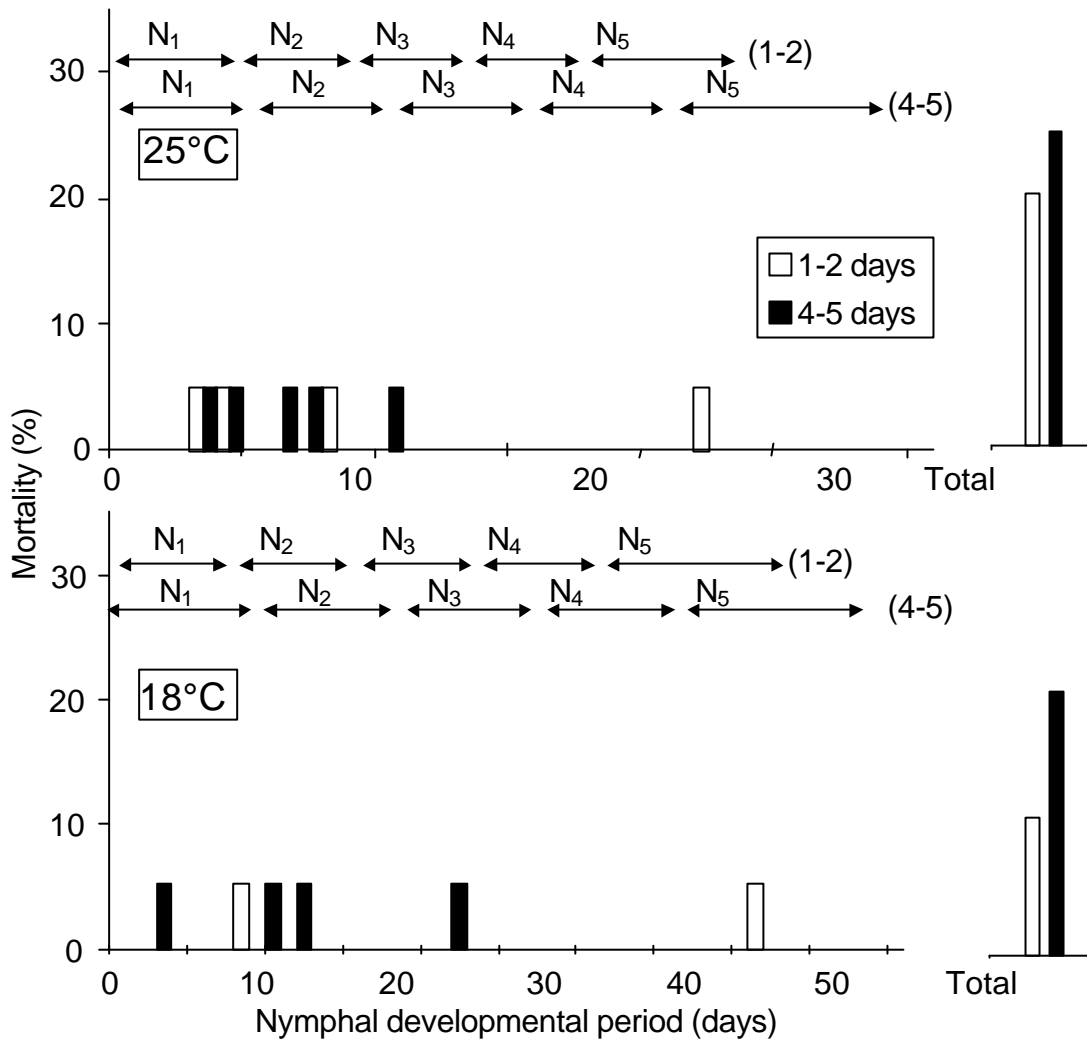 N1 N2 N3 N4 N5 (1-2)
30
N1 N2 N3 N4 N5 (4-5)
25°C
20
1-2 days
4-5 days
10
0
0 10 20 30 Total
Mortality (%)
N1 N2 N3 N4 N5 (1-2)
30
N1 N2 N3 N4 N5 (4-5)
18°C
20
10
0
0 10 20 30 40 50 Total
Nymphal developmental period (days)